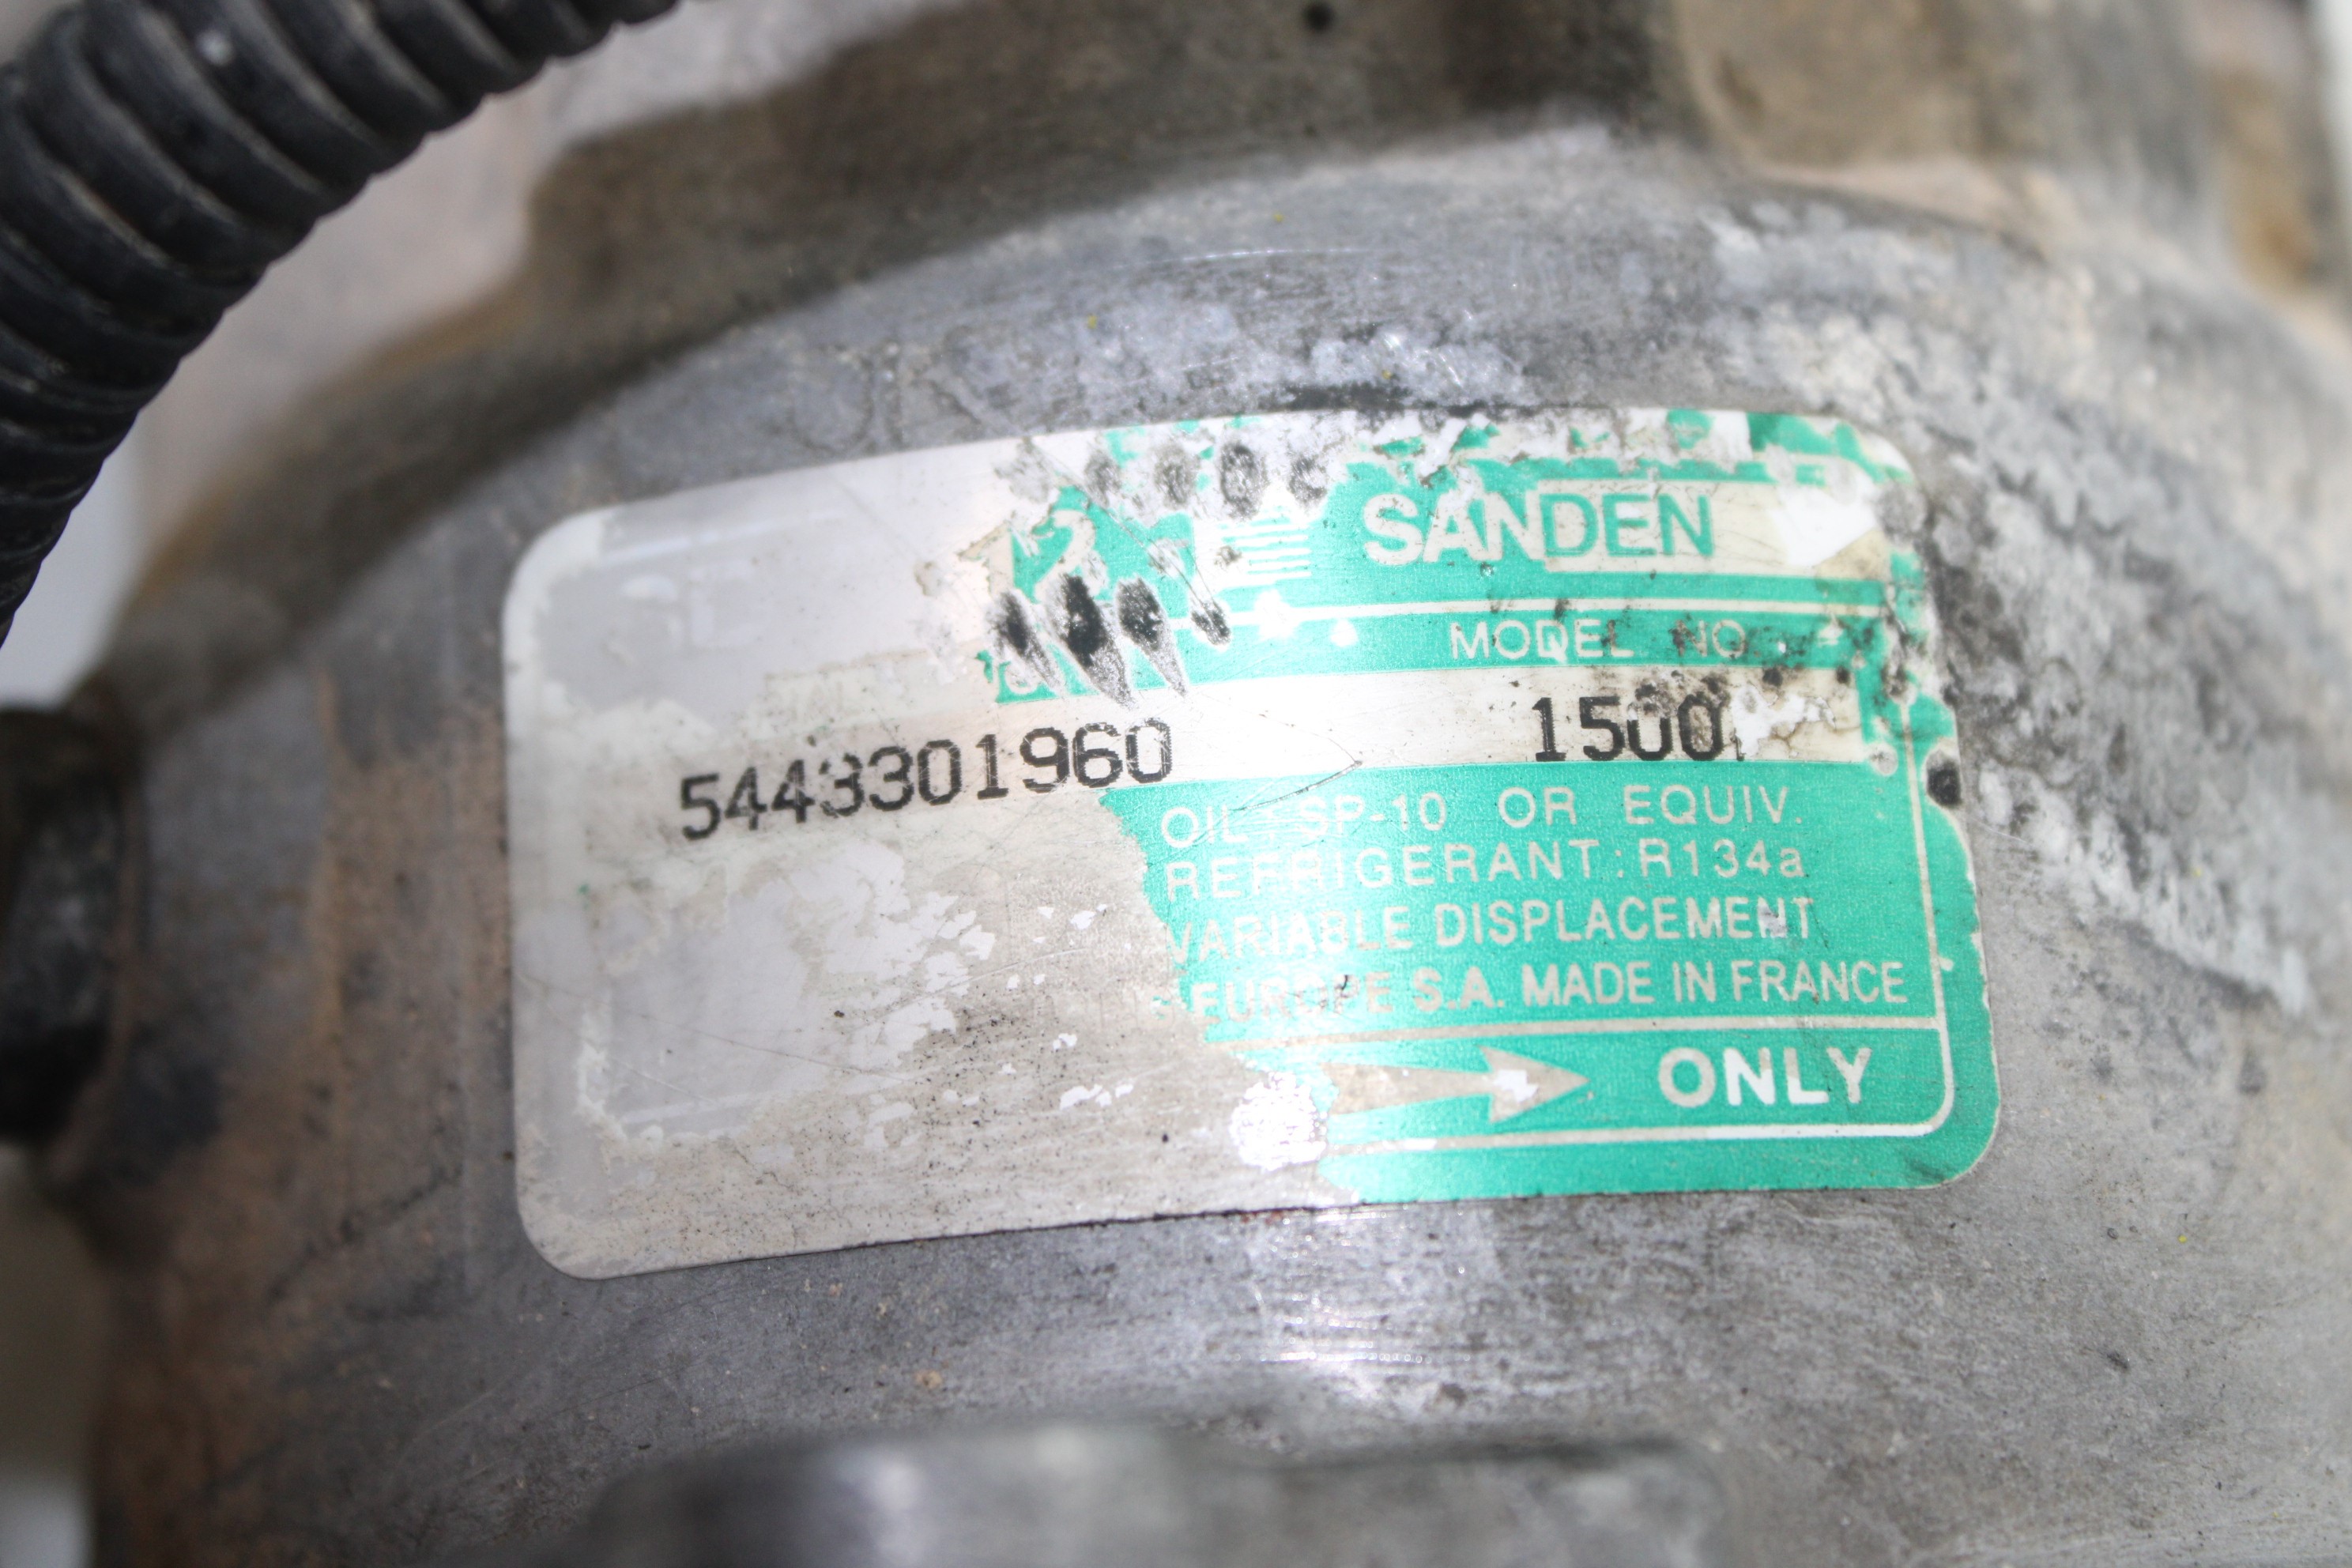 12 SANDEN
MODEL NO.
5443301960 1500
OIL: SP-10 OR EQUIV.
REFRIGERANT: R134a
VARIABLE DISPLACEMENT
EUROPE S.A. MADE IN FRANCE
ONLY